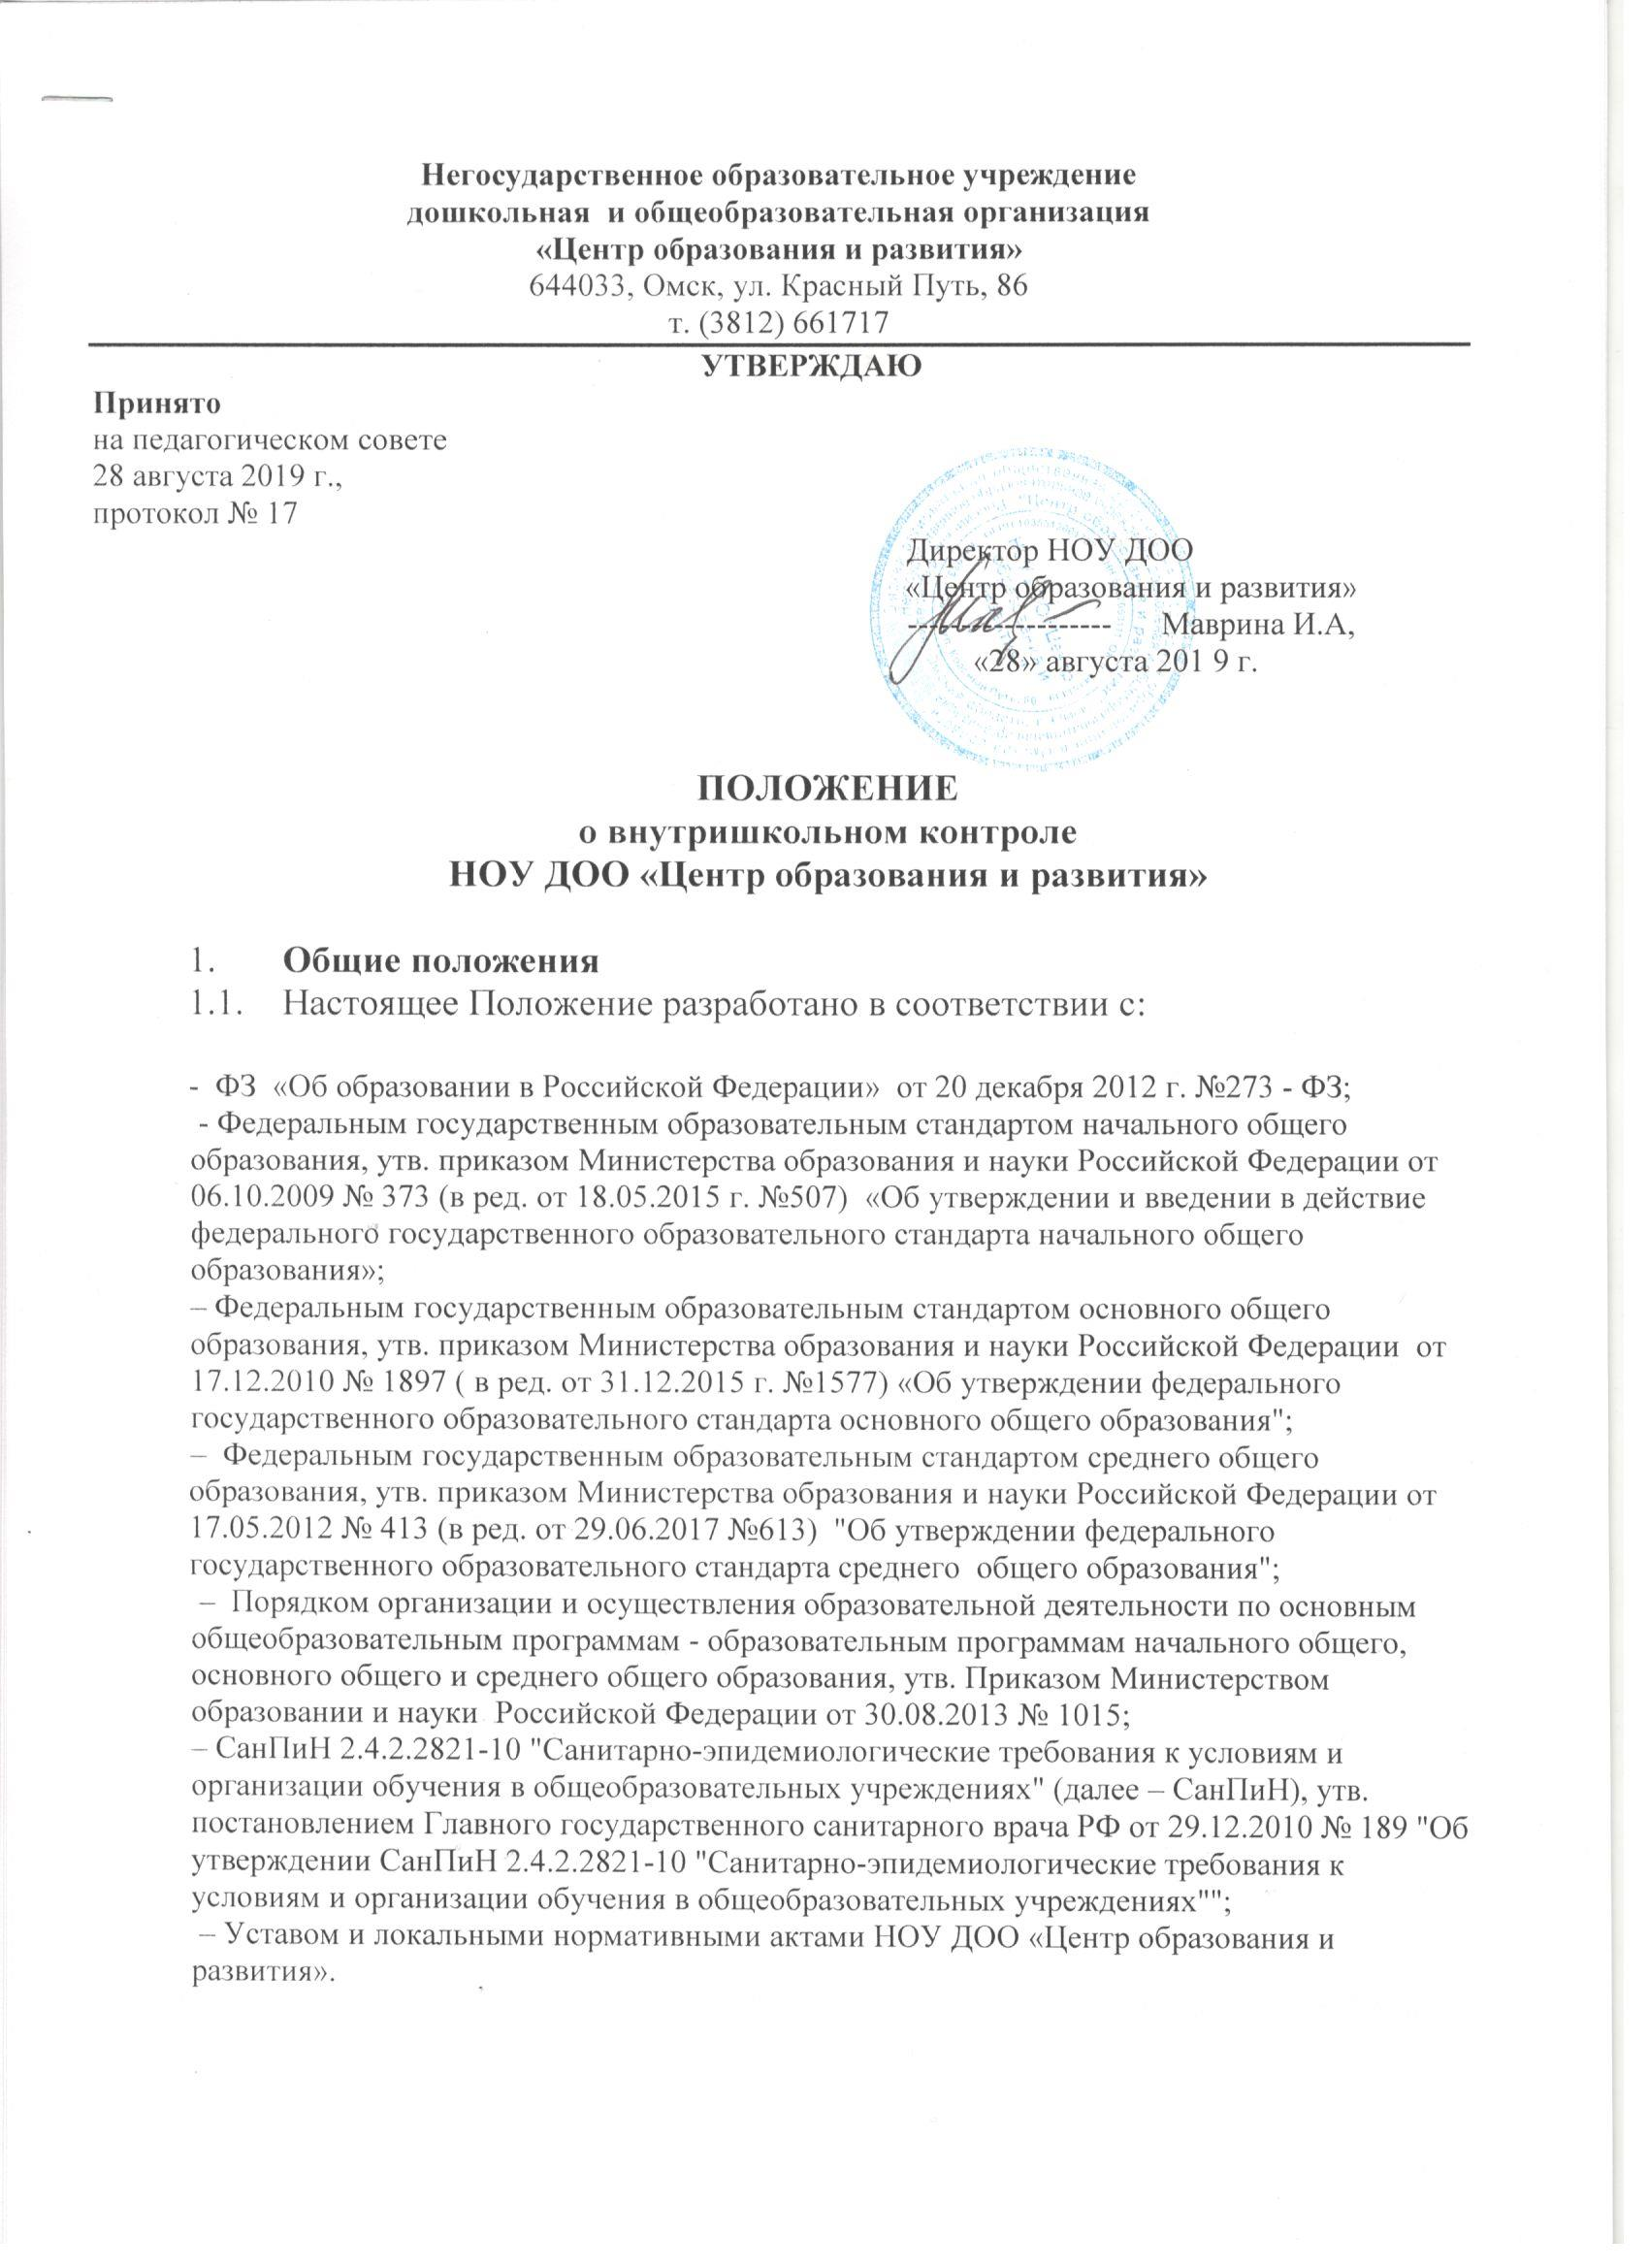 Негосударственное образовательное учреждение
дошкольная и общеобразовательная организация
«Центр образования и развития»
644033, Омск, ул. Красный Путь, 86
т. (3812) 661717
УТВЕРЖДАЮ
Принято
на педагогическом совете
28 августа 2019 г.,
протокол № 17
Директор НОУ ДОО
«Центр образования и развития»
--------------------- Маврина И.А,
«28» августа 201 9 г.
ПОЛОЖЕНИЕ
о внутришкольном контроле
НОУ ДОО «Центр образования и развития»
1. Общие положения
1.1. Настоящее Положение разработано в соответствии с:
- ФЗ «Об образовании в Российской Федерации» от 20 декабря 2012 г. №273 - ФЗ;
- Федеральным государственным образовательным стандартом начального общего
образования, утв. приказом Министерства образования и науки Российской Федерации от
06.10.2009 № 373 (в ред. от 18.05.2015 г. №507) «Об утверждении и введении в действие
федерального государственного образовательного стандарта начального общего
образования»;
– Федеральным государственным образовательным стандартом основного общего
образования, утв. приказом Министерства образования и науки Российской Федерации от
17.12.2010 № 1897 ( в ред. от 31.12.2015 г. №1577) «Об утверждении федерального
государственного образовательного стандарта основного общего образования";
– Федеральным государственным образовательным стандартом среднего общего
образования, утв. приказом Министерства образования и науки Российской Федерации от
17.05.2012 № 413 (в ред. от 29.06.2017 №613) "Об утверждении федерального
государственного образовательного стандарта среднего общего образования";
– Порядком организации и осуществления образовательной деятельности по основным
общеобразовательным программам - образовательным программам начального общего,
основного общего и среднего общего образования, утв. Приказом Министерством
образовании и науки Российской Федерации от 30.08.2013 № 1015;
– СанПиН 2.4.2.2821-10 "Санитарно-эпидемиологические требования к условиям и
организации обучения в общеобразовательных учреждениях" (далее – СанПиН), утв.
постановлением Главного государственного санитарного врача РФ от 29.12.2010 № 189 "Об
утверждении СанПиН 2.4.2.2821-10 "Санитарно-эпидемиологические требования к
условиям и организации обучения в общеобразовательных учреждениях"";
– Уставом и локальными нормативными актами НОУ ДОО «Центр образования и
развития».